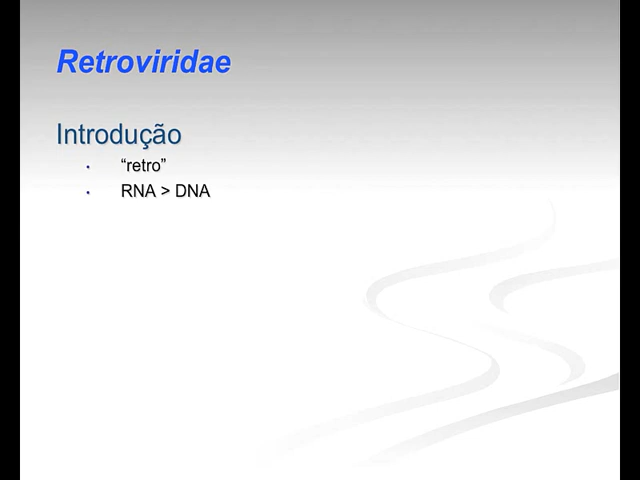 Retroviridae
Introdução
· “retro”
· RNA > DNA